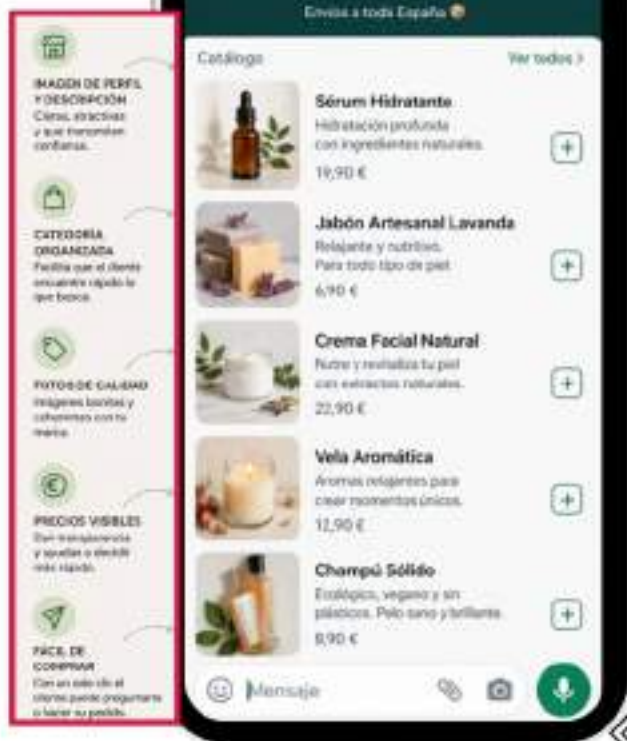 IMAGEN DE PERFIL
Y DESCRIPCIÓN
Claras, atractivas
y que transmitan
confianza.
CATEGORÍA
ORGANIZADA
Facilita que el cliente
encuentre rápido lo
que busca.
FOTOS DE CALIDAD
Imágenes bonitas y
coherentes con tu
marca.
PRECIOS VISIBLES
Dan transparencia
y ayudan a decidir
más rápido.
FÁCIL DE
COMPRAR
Con un solo clic el
cliente puede preguntarte
o hacer su pedido.
Envíos a toda España
Catálogo
Ver todos >
Sérum Hidratante
Hidratación profunda
con ingredientes naturales.
19,90 €
Jabón Artesanal Lavanda
Relajante y nutritivo.
Para todo tipo de piel
6,90 €
Crema Facial Natural
Nutre y revitaliza tu piel
con extractos naturales.
22,90 €
Vela Aromática
Aromas relajantes para
crear momentos únicos.
12,90 €
Champú Sólido
Ecológico, vegano y sin
plásticos. Pelo sano y brillante.
8,90 €
Mensaje